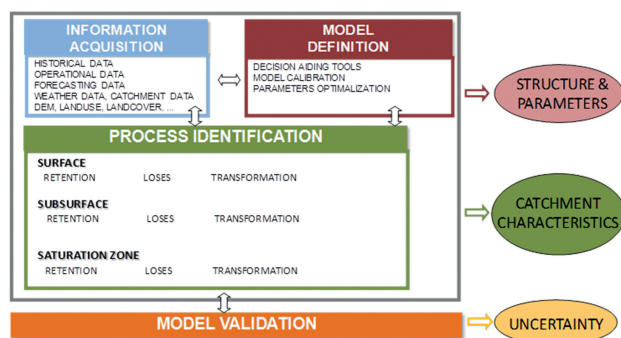 INFORMATION
ACQUISITION
HISTORICAL DATA
OPERATIONAL DATA
FORECASTING DATA
WEATHER DATA, CATCHMENT DATA
DEM, LANDUSE, LANDCOVER, ...
MODEL
DEFINITION
DECISION AIDING TOOLS
MODEL CALIBRATION
PARAMETERS OPTIMALIZATION
STRUCTURE &
PARAMETERS
PROCESS IDENTIFICATION
SURFACE
RETENTION LOSES TRANSFORMATION
SUBSURFACE
RETENTION LOSES TRANSFORMATION
SATURATION ZONE
RETENTION LOSES TRANSFORMATION
CATCHMENT
CHARACTERISTICS
MODEL VALIDATION
UNCERTAINTY